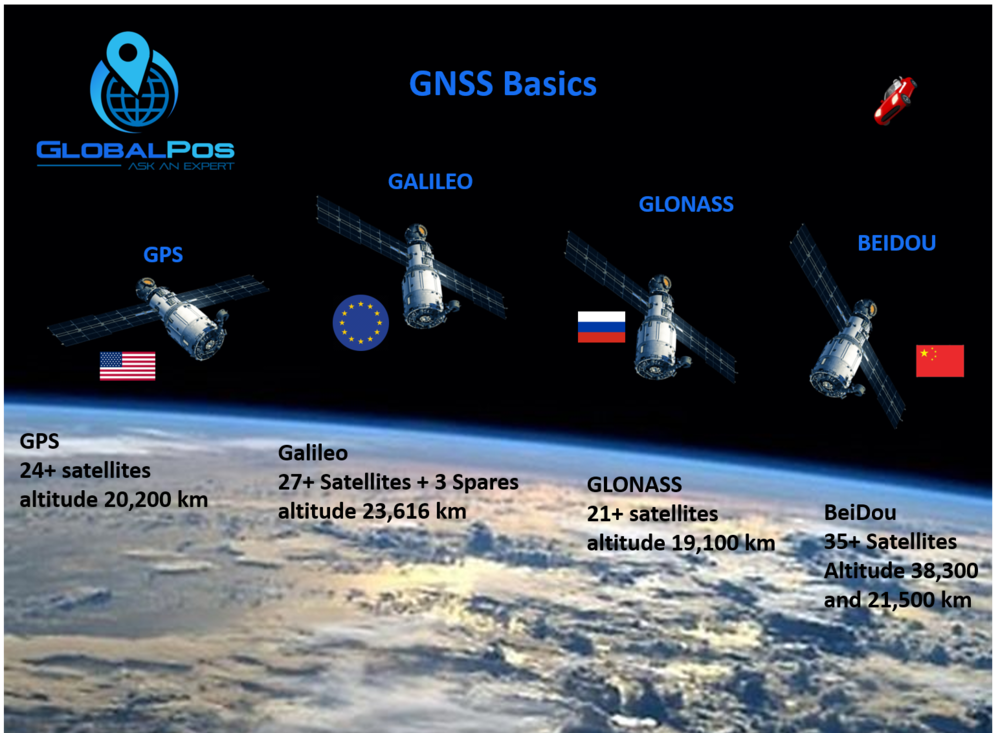 GLOBALPOS
ASK AN EXPERT
GNSS Basics
GPS
GALILEO
GLONASS
BEIDOU
GPS
24+ satellites
altitude 20,200 km
Galileo
27+ Satellites + 3 Spares
altitude 23,616 km
GLONASS
21+ satellites
altitude 19,100 km
BeiDou
35+ Satellites
Altitude 38,300
and 21,500 km